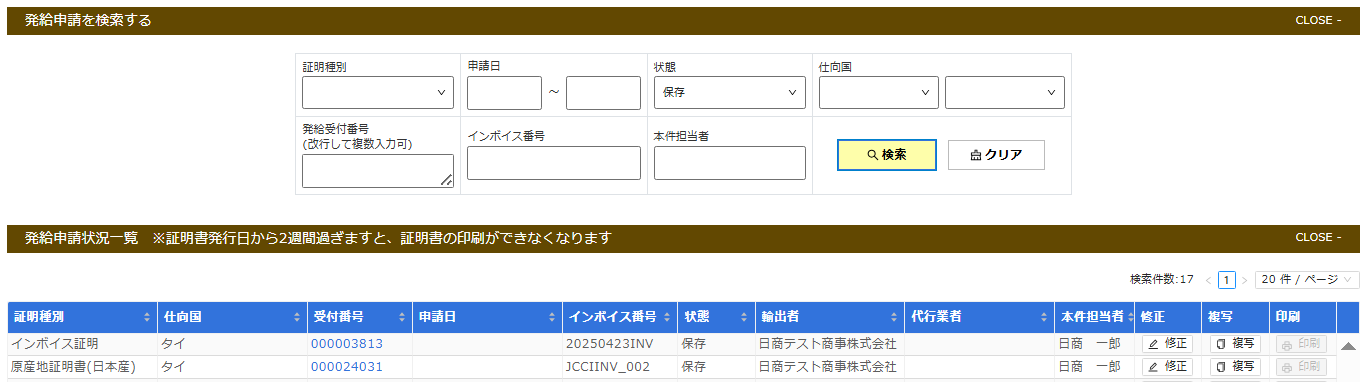 発給申請を検索する CLOSE -
証明種別 申請日 状態 仕向国
～ 保存
発給受付番号
(改行して複数入力可) インボイス番号 本件担当者
検索 クリア
発給申請状況一覧 ※証明書発行日から2週間過ぎますと、証明書の印刷ができなくなります CLOSE -
検索件数:17 < 1 > 20 件 / ページ
証明種別 仕向国 受付番号 申請日 インボイス番号 状態 輸出者 代行業者 本件担当者 修正 複写 印刷
インボイス証明 タイ 000003813 20250423INV 保存 日商テスト商事株式会社 日商 一郎 修正 複写 印刷
原産地証明書(日本産) タイ 000024031 JCCIINV_002 保存 日商テスト商事株式会社 日商 一郎 修正 複写 印刷